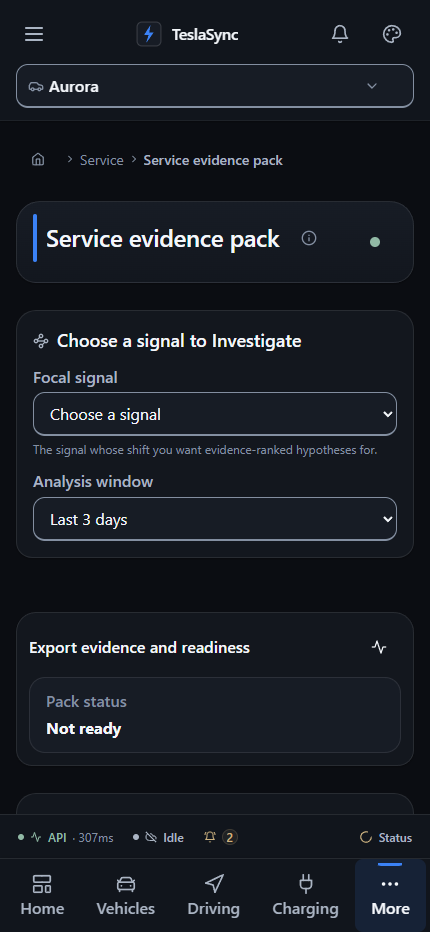 TeslaSync
Aurora
Service
Service evidence pack
Service evidence pack
Choose a signal to Investigate
Focal signal
Choose a signal
The signal whose shift you want evidence-ranked hypotheses for.
Analysis window
Last 3 days
Export evidence and readiness
Pack status
Not ready
API · 307ms
Idle
2
Status
Home
Vehicles
Driving
Charging
More